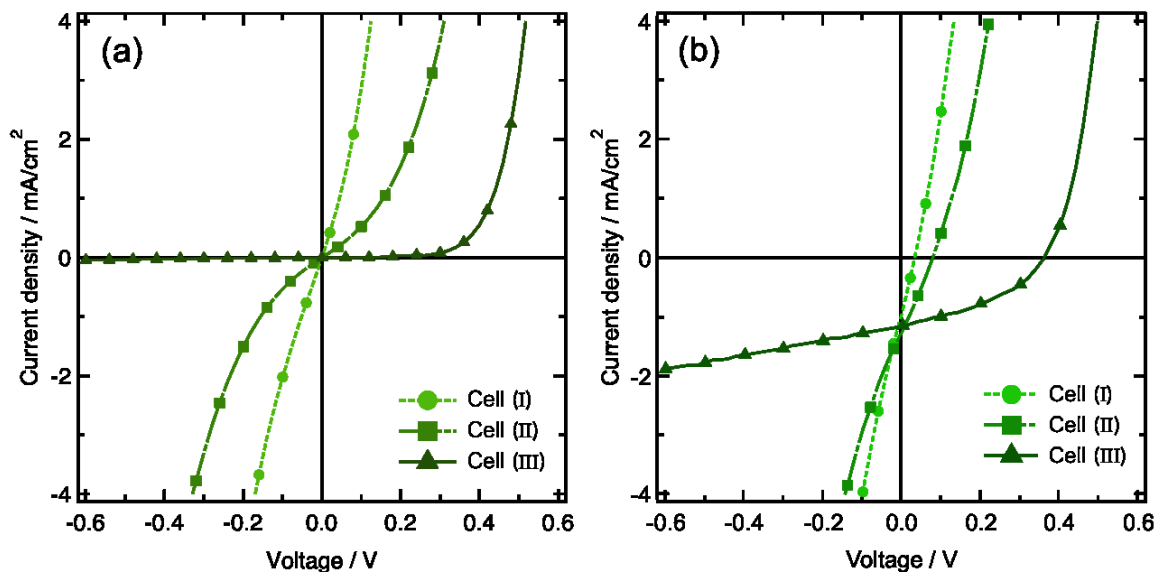 (a)
Current density / mA/cm²
4
2
0
-2
-4
-0.6 -0.4 -0.2 0.0 0.2 0.4 0.6
Voltage / V
Cell (I)
Cell (II)
Cell (III)
(b)
Current density / mA/cm²
4
2
0
-2
-4
-0.6 -0.4 -0.2 0.0 0.2 0.4 0.6
Voltage / V
Cell (I)
Cell (II)
Cell (III)